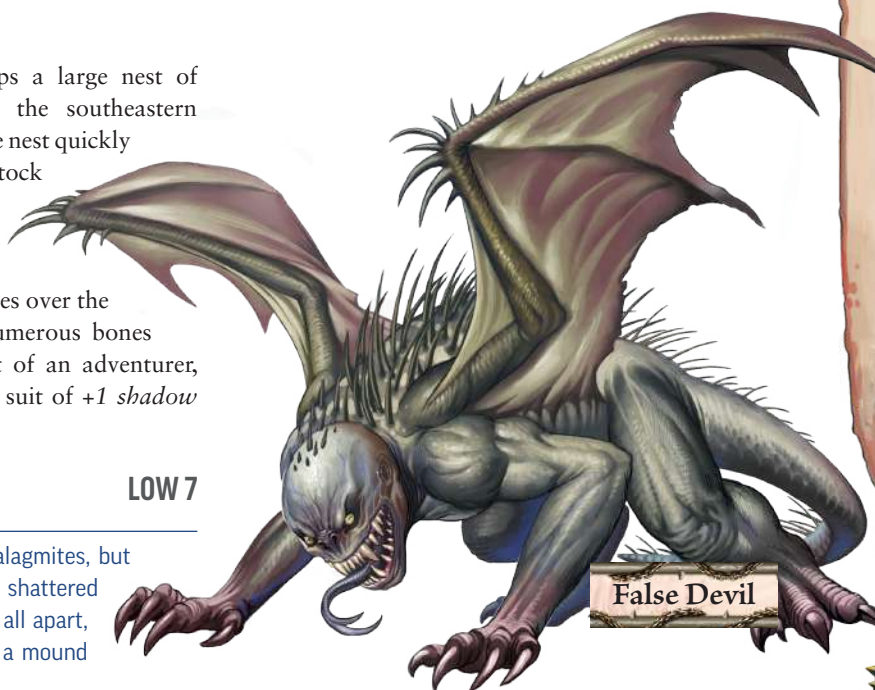 ps a large nest of
the southeastern
e nest quickly
tock
es over the
umerous bones
t of an adventurer,
suit of +1 shadow
LOW 7
alagmites, but
shattered
all apart,
a mound
False Devil